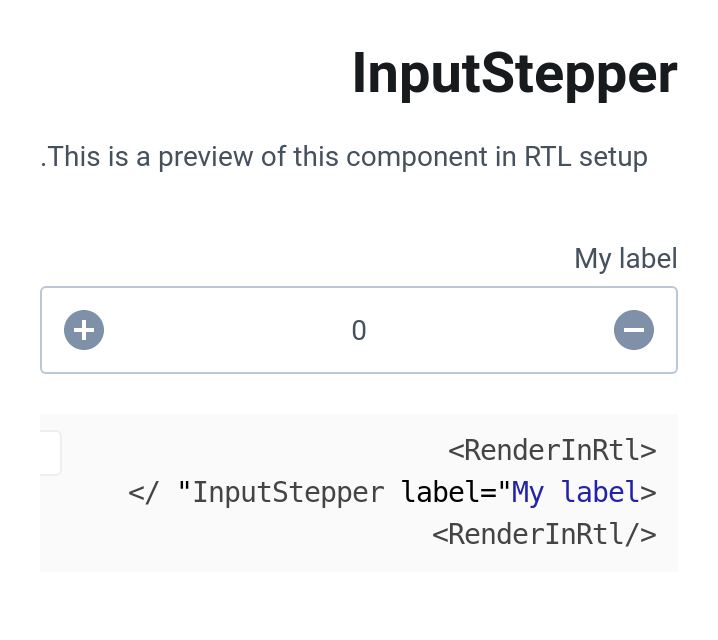 InputStepper
.This is a preview of this component in RTL setup
My label
0
<RenderInRtl>
</ "InputStepper label="My label>
<RenderInRtl/>